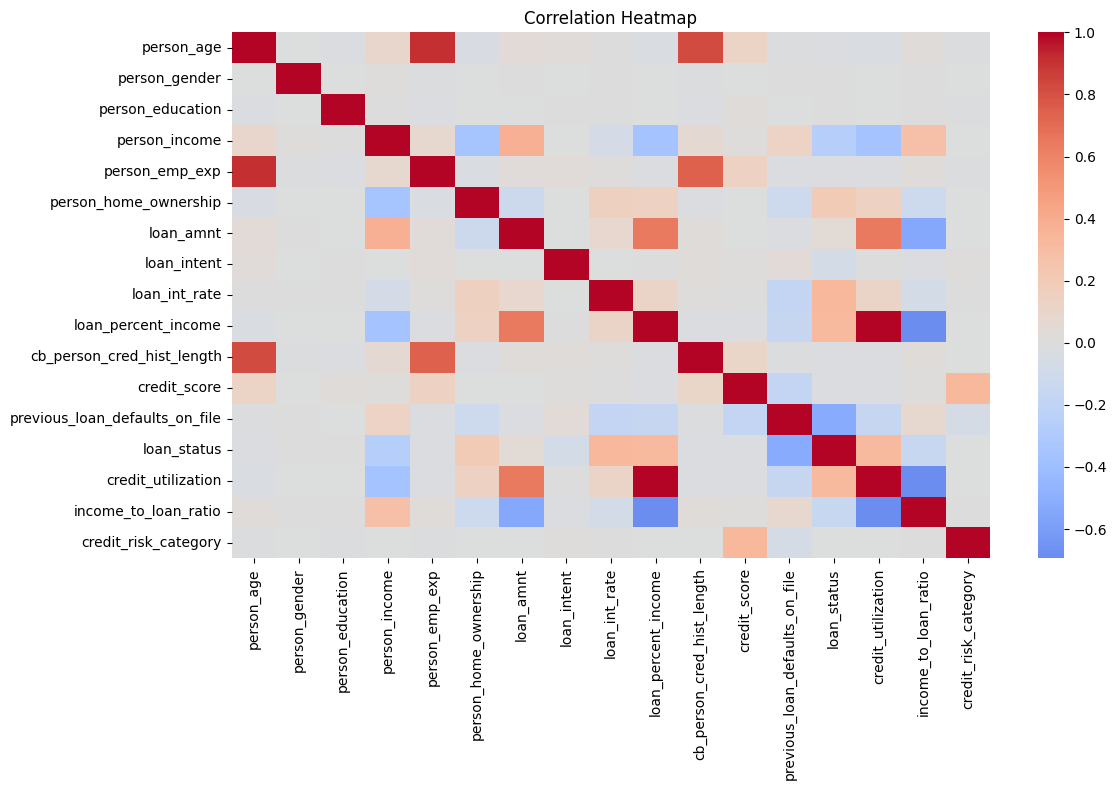 Correlation Heatmap
person_age
person_gender
person_education
person_income
person_emp_exp
person_home_ownership
loan_amnt
loan_intent
loan_int_rate
loan_percent_income
cb_person_cred_hist_length
credit_score
previous_loan_defaults_on_file
loan_status
credit_utilization
income_to_loan_ratio
credit_risk_category
person_age
person_gender
person_education
person_income
person_emp_exp
person_home_ownership
loan_amnt
loan_intent
loan_int_rate
loan_percent_income
cb_person_cred_hist_length
credit_score
previous_loan_defaults_on_file
loan_status
credit_utilization
income_to_loan_ratio
credit_risk_category
1.0
0.8
0.6
0.4
0.2
0.0
−0.2
−0.4
−0.6